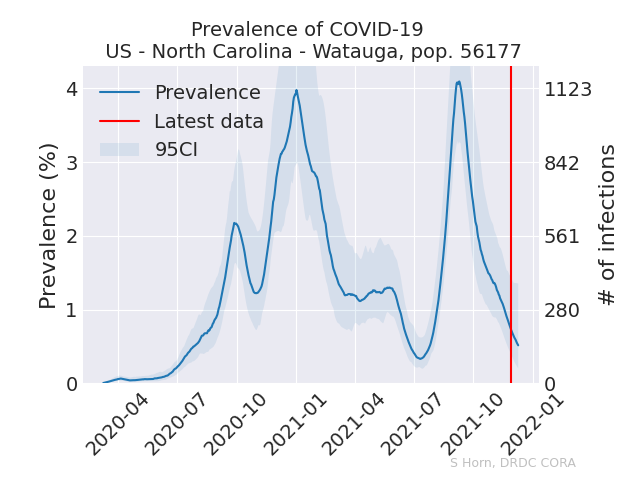 Prevalence of COVID-19
US - North Carolina - Watauga, pop. 56177
Prevalence
Latest data
95CI
Prevalence (%)
4
3
2
1
0
1123
842
561
280
0
# of infections
2020-04
2020-07
2020-10
2021-01
2021-04
2021-07
2021-10
2022-01
S Horn, DRDC CORA